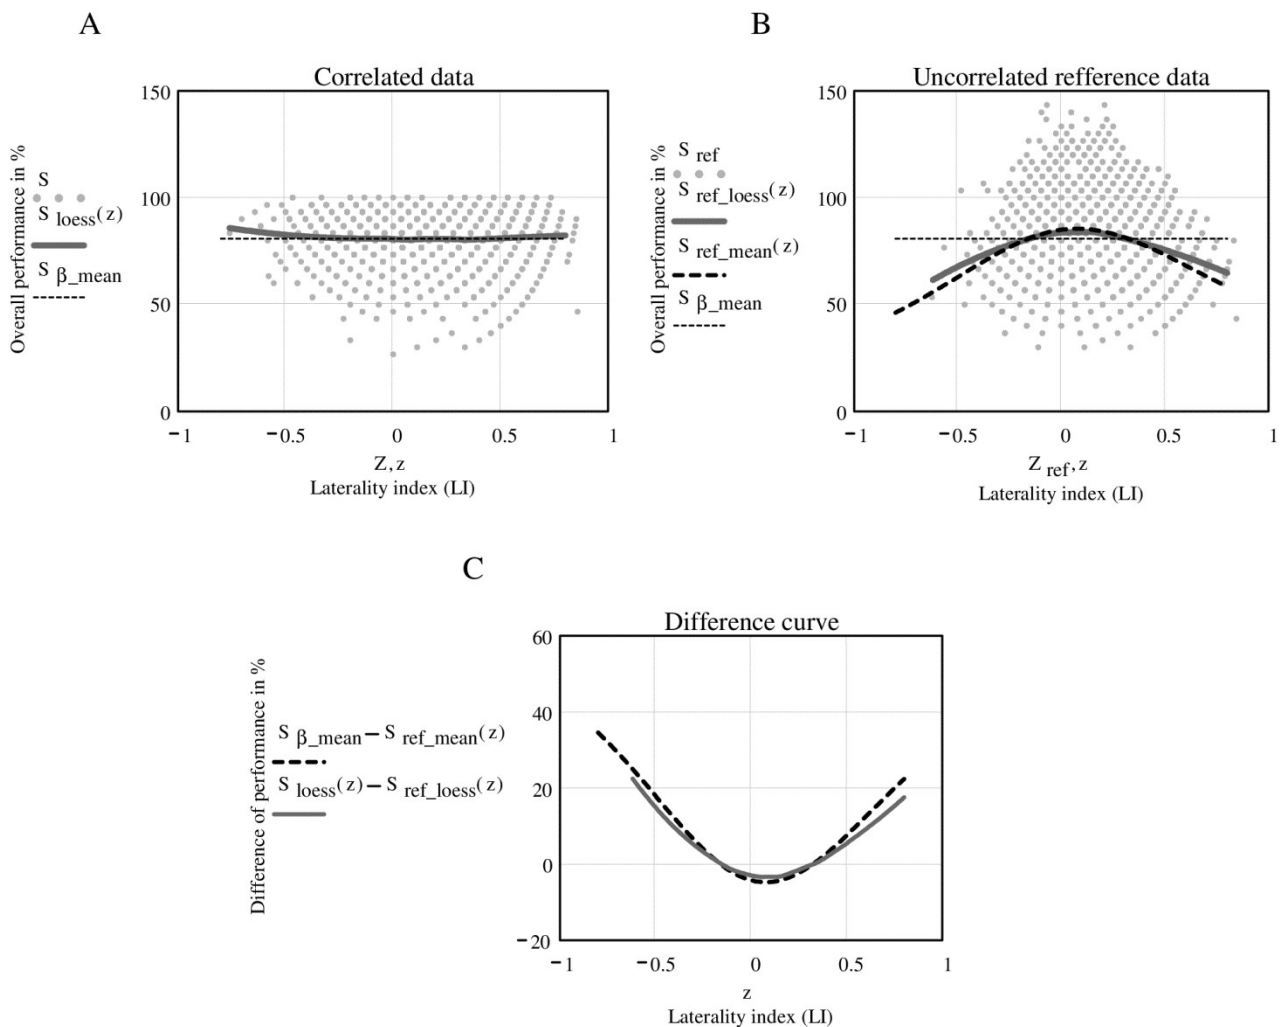 A
Correlated data
Overall performance in %
S
S loess(z)
S β_mean
150
100
50
0
−1
−0.5
0
0.5
1
Z, z
Laterality index (LI)
B
Uncorrelated refference data
Overall performance in %
S ref
S ref_loess(z)
S ref_mean(z)
S β_mean
150
100
50
0
−1
−0.5
0
0.5
1
Z ref, z
Laterality index (LI)
C
Difference curve
Difference of performance in %
S β_mean − S ref_mean(z)
S loess(z) − S ref_loess(z)
60
40
20
0
−20
−1
−0.5
0
0.5
1
z
Laterality index (LI)